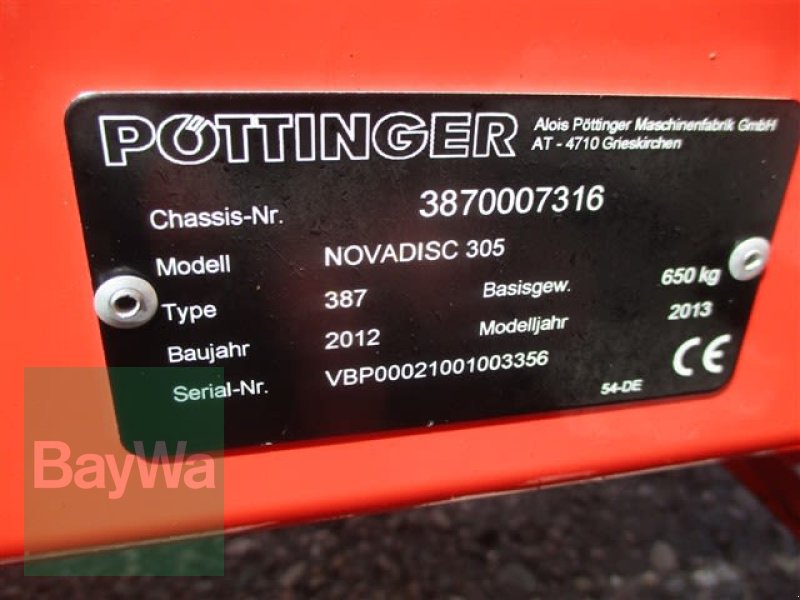 PÖTTINGER
Alois Pöttinger Maschinenfabrik GmbH
AT - 4710 Grieskirchen
Chassis-Nr. 3870007316
Modell NOVADISC 305
Type 387 Basisgew. 650 kg
Baujahr 2012 Modelljahr 2013
Serial-Nr. VBP00021001003356
54-DE CE
BayWa